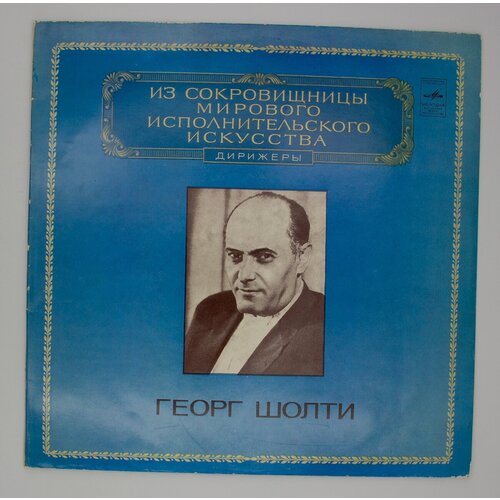 ИЗ СОКРОВИЩНИЦЫ
МИРОВОГО
ИСПОЛНИТЕЛЬСКОГО
ИСКУССТВА
ДИРИЖЕРЫ
ГЕОРГ ШОЛТИ